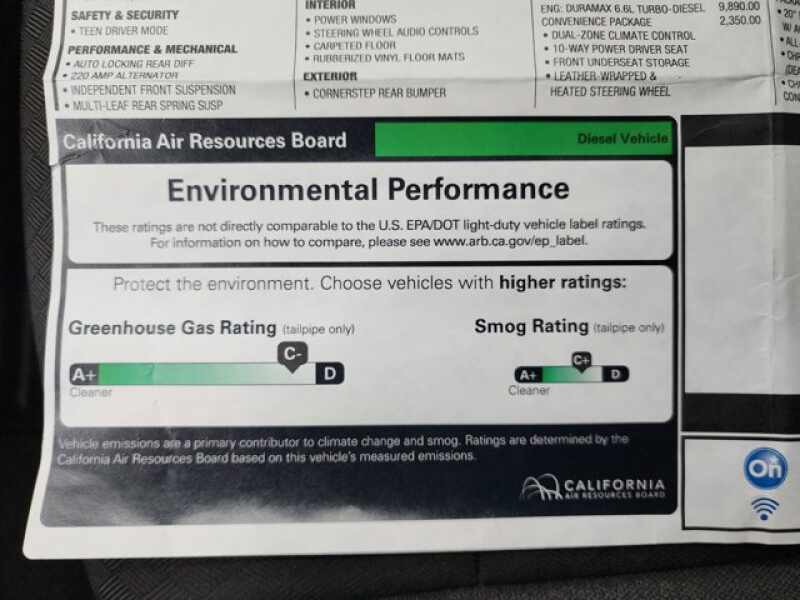 SAFETY & SECURITY
• TEEN DRIVER MODE
PERFORMANCE & MECHANICAL
• AUTO LOCKING REAR DIFF
• 220 AMP ALTERNATOR
• INDEPENDENT FRONT SUSPENSION
• MULTI-LEAF REAR SPRING SUSP
INTERIOR
• POWER WINDOWS
• STEERING WHEEL AUDIO CONTROLS
• CARPETED FLOOR
• RUBBERIZED VINYL FLOOR MATS
EXTERIOR
• CORNERSTEP REAR BUMPER
ENG: DURAMAX 6.6L TURBO-DIESEL 9,890.00
CONVENIENCE PACKAGE 2,350.00
• DUAL-ZONE CLIMATE CONTROL
• 10-WAY POWER DRIVER SEAT
• FRONT UNDERSEAT STORAGE
• LEATHER-WRAPPED &
HEATED STEERING WHEEL
• 20"
W/
• ALL
California Air Resources Board
Diesel Vehicle
Environmental Performance
These ratings are not directly comparable to the U.S. EPA/DOT light-duty vehicle label ratings.
For information on how to compare, please see www.arb.ca.gov/ep_label.
Protect the environment. Choose vehicles with higher ratings:
Greenhouse Gas Rating (tailpipe only)
C-
A+ D
Cleaner
Smog Rating (tailpipe only)
C+
A+ D
Cleaner
Vehicle emissions are a primary contributor to climate change and smog. Ratings are determined by the
California Air Resources Board based on this vehicle's measured emissions.
CALIFORNIA
AIR RESOURCES BOARD
On